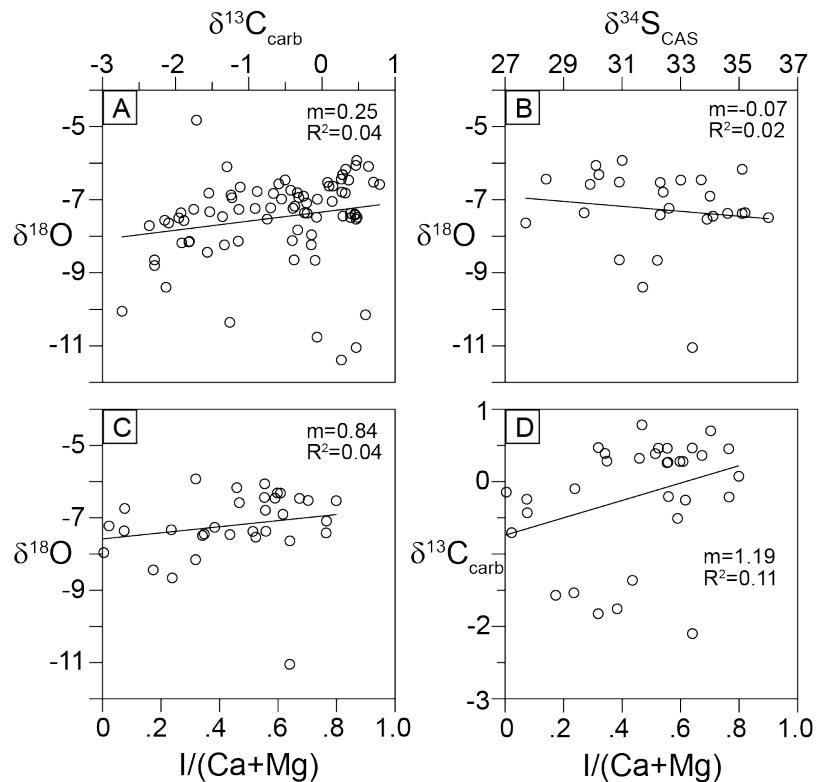 δ¹³Ccarb
-3 -2 -1 0 1
δ³⁴SCAS
27 29 31 33 35 37
A
m=0.25
R²=0.04
-5
-7
-9
-11
δ¹⁸O
B
m=-0.07
R²=0.02
-5
-7
-9
-11
δ¹⁸O
C
m=0.84
R²=0.04
-5
-7
-9
-11
δ¹⁸O
0 .2 .4 .6 .8 1.0
I/(Ca+Mg)
D
1
0
-2
-3
δ¹³Ccarb
m=1.19
R²=0.11
0 .2 .4 .6 .8 1.0
I/(Ca+Mg)